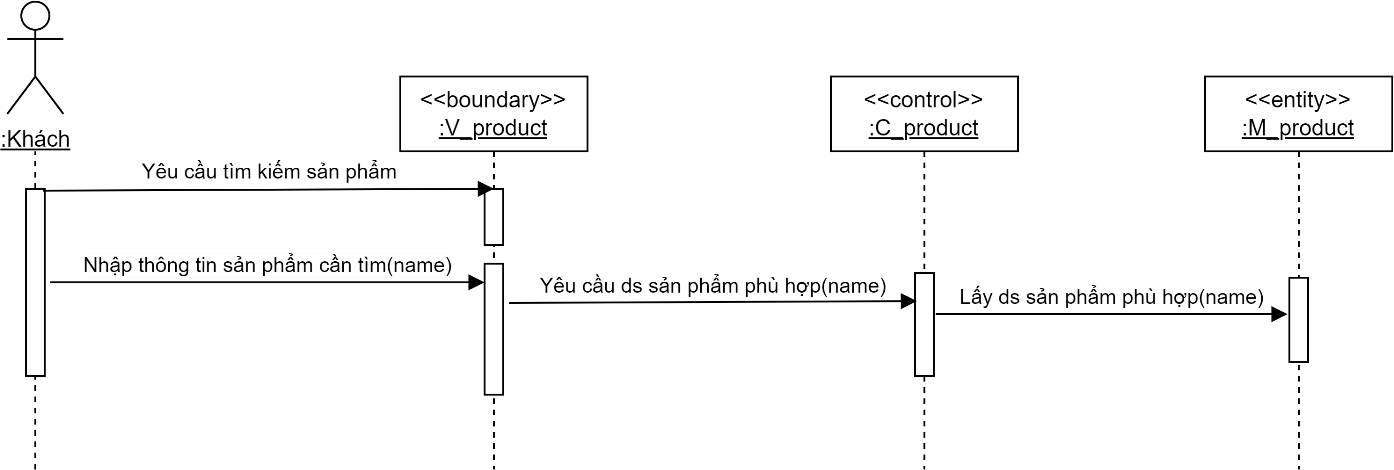 <<boundary>>
:V_product
<<control>>
:C_product
<<entity>>
:M_product
:Khách
Yêu cầu tìm kiếm sản phẩm
Nhập thông tin sản phẩm cần tìm(name)
Yêu cầu ds sản phẩm phù hợp(name)
Lấy ds sản phẩm phù hợp(name)